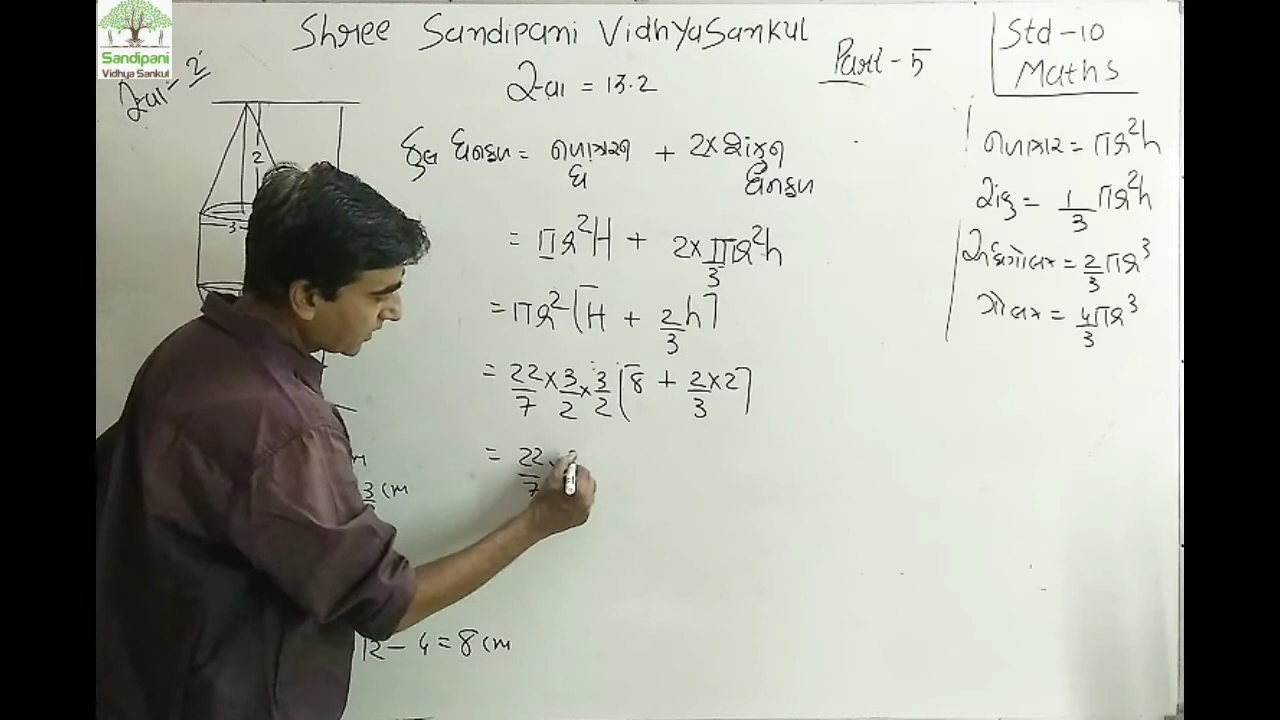 Sandipani
Vidhya Sankul
Shree Sandipani VidhyaSankul
Part - 5
Std - 10
Maths
= 13.2
કુલ ઘનફળ = નળાકાર + 2× શંકુનું
ઘ ઘનફળ
= πr²H + 2×π/3 r²h
= πr² [H + 2/3 h]
= 22/7 × 3/2 × 3/2 [8 + 2/3 × 2]
= 22/7
નળાકાર = πr²h
શંકુ = 1/3 πr²h
અર્ધગોલક = 2/3 πr³
ગોલક = 4/3 πr³
2
3
cm
12 - 4 = 8 cm